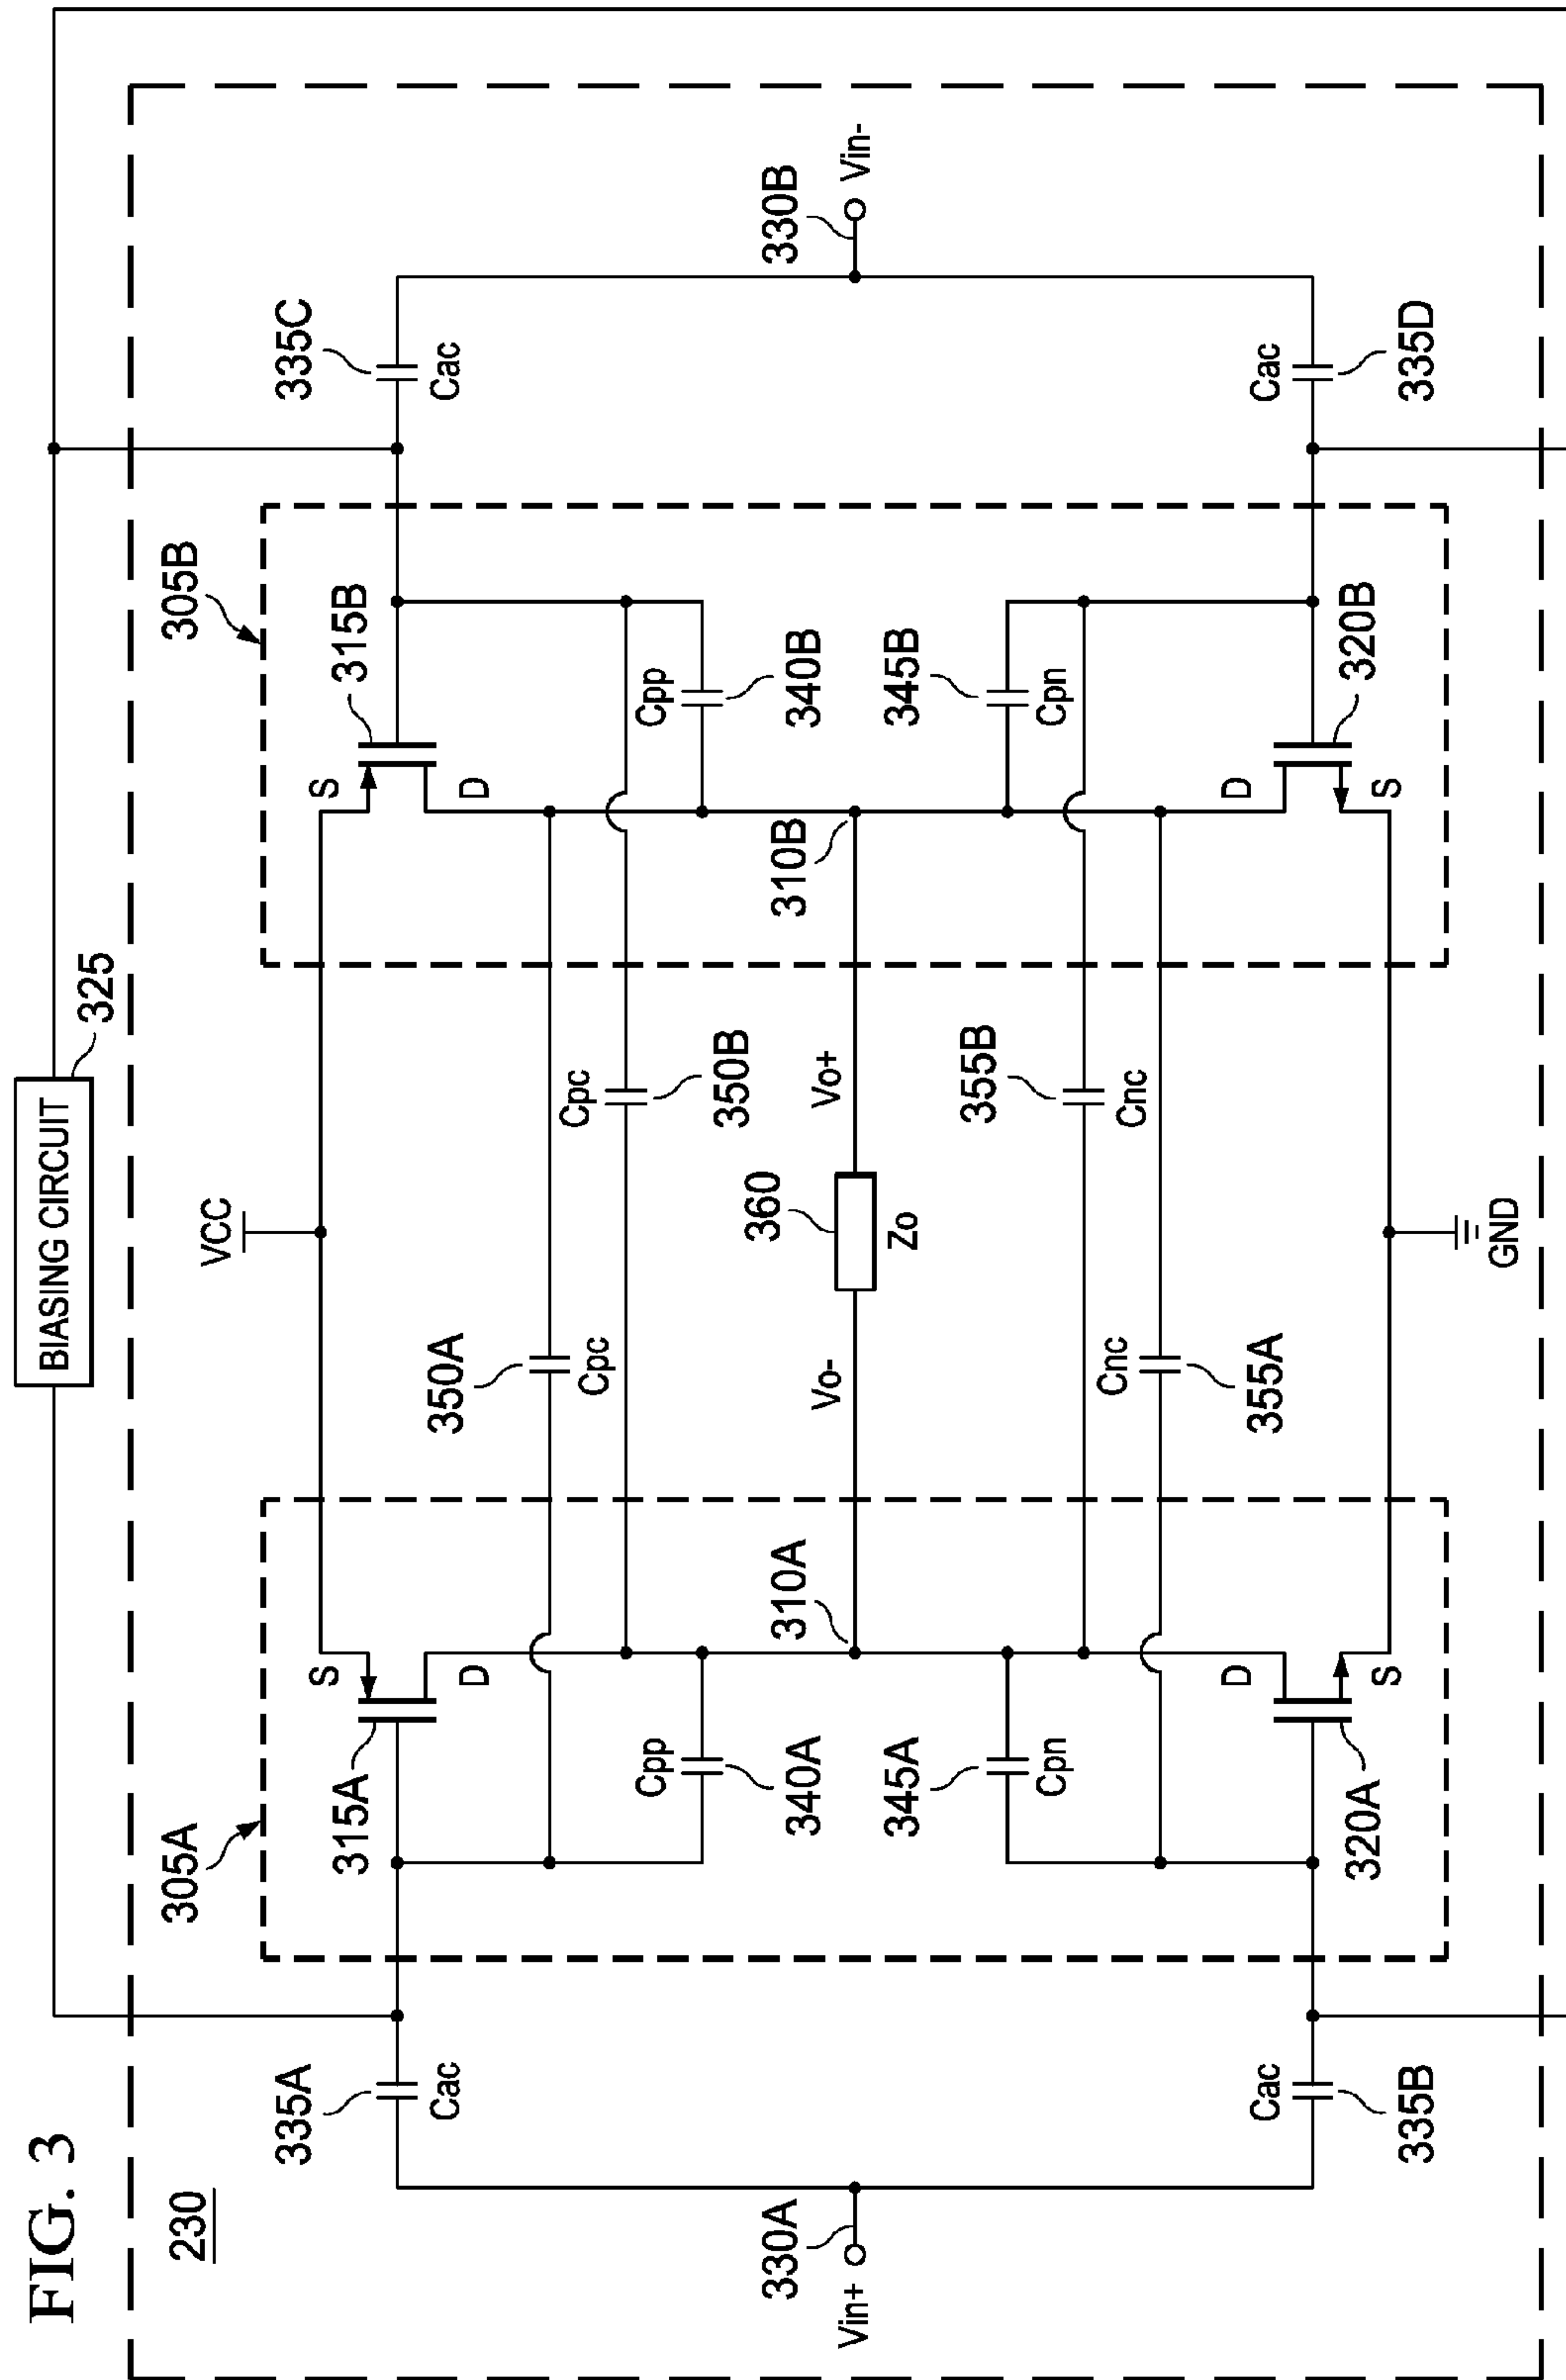 FIG. 3
230
BIASING CIRCUIT
325
305A
305B
VCC
335A
Cac
315A
S
D
S
315B
D
335C
Cac
350A
Cpc
Cpc
350B
Cpp
340A
Cpp
340B
330A
Vin+
310A
Vo-
360
Zo
Vo+
310B
330B
Vin-
345A
Cpn
345B
Cpn
355B
Cnc
Cnc
355A
D
S
320A
D
S
320B
Cac
335B
Cac
335D
GND